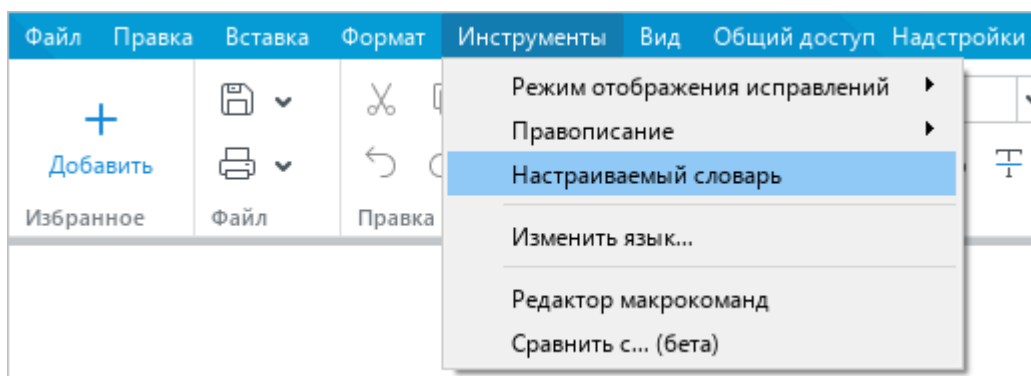 Файл Правка Вставка Формат Инструменты Вид Общий доступ Надстройки
Режим отображения исправлений
Правописание
Добавить
Настраиваемый словарь
Избранное Файл Правка
Изменить язык...
Редактор макрокоманд
Сравнить с... (бета)